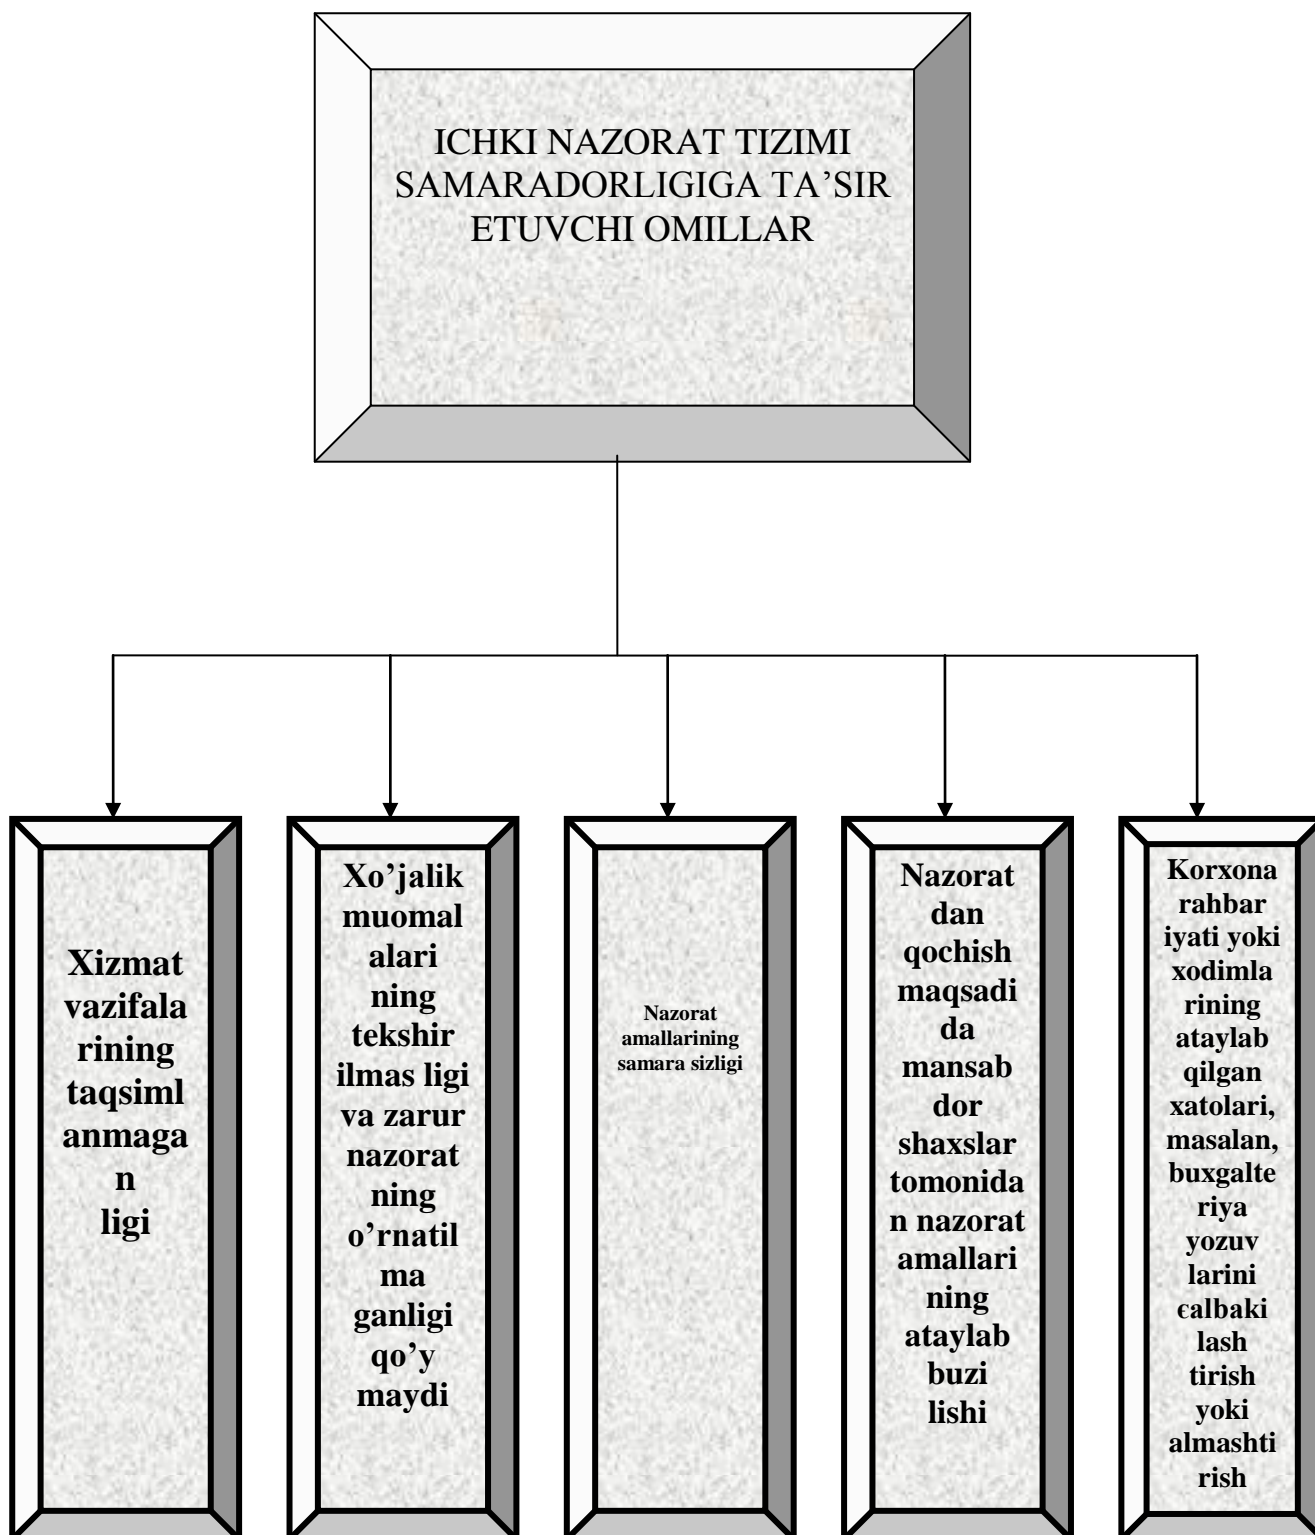 ICHKI NAZORAT TIZIMI
SAMARADORLIGIGA TA’SIR
ETUVCHI OMILLAR
Xizmat
vazifala
rining
taqsiml
anmaga
n
ligi
Xo’jalik
muomal
alari
ning
tekshir
ilmas ligi
va zarur
nazorat
ning
o’rnatil
ma
ganligi
qo’y
maydi
Nazorat
amallarining
samara sizligi
Nazorat
dan
qochish
maqsadi
da
mansab
dor
shaxslar
tomonida
n nazorat
amallari
ning
ataylab
buzi
lishi
Korxona
rahbar
iyati yoki
xodimla
rining
ataylab
qilgan
xatolari,
masalan,
buxgalte
riya
yozuv
larini
єalbaki
lash
tirish
yoki
almashti
rish